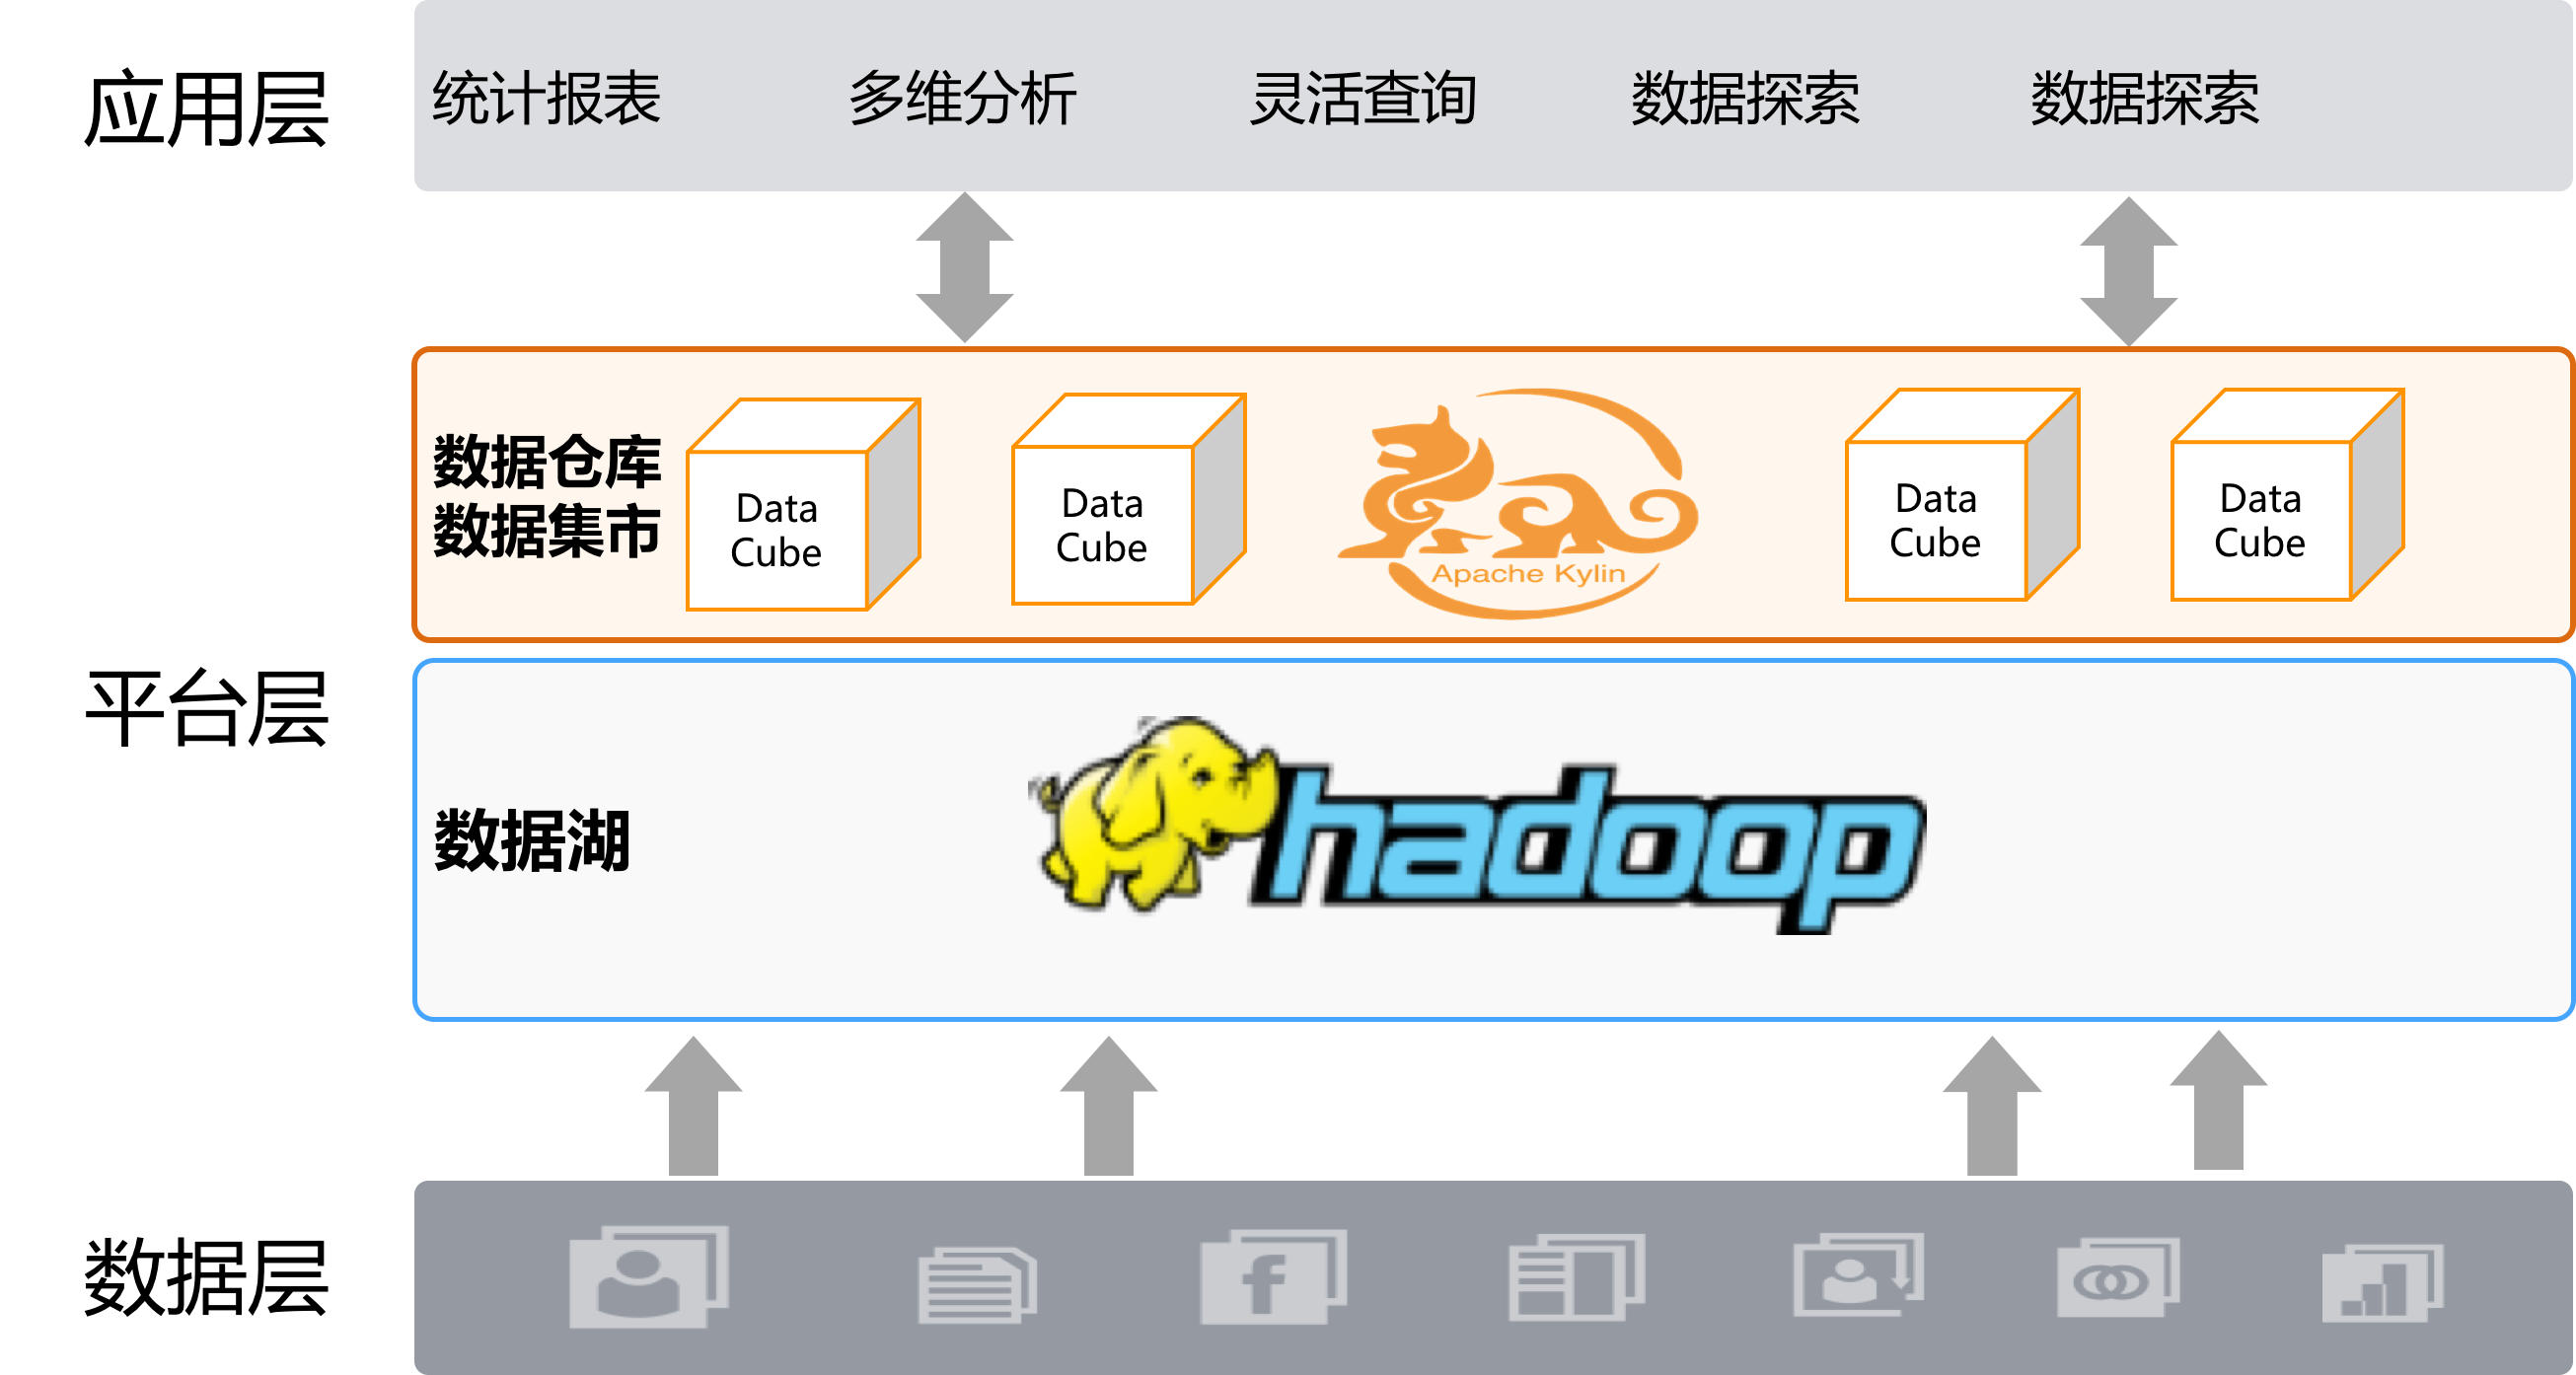 应用层
统计报表
多维分析
灵活查询
数据探索
数据探索
数据仓库
数据集市
Data
Cube
Data
Cube
Apache Kylin
Data
Cube
Data
Cube
平台层
数据湖
hadoop
数据层
f